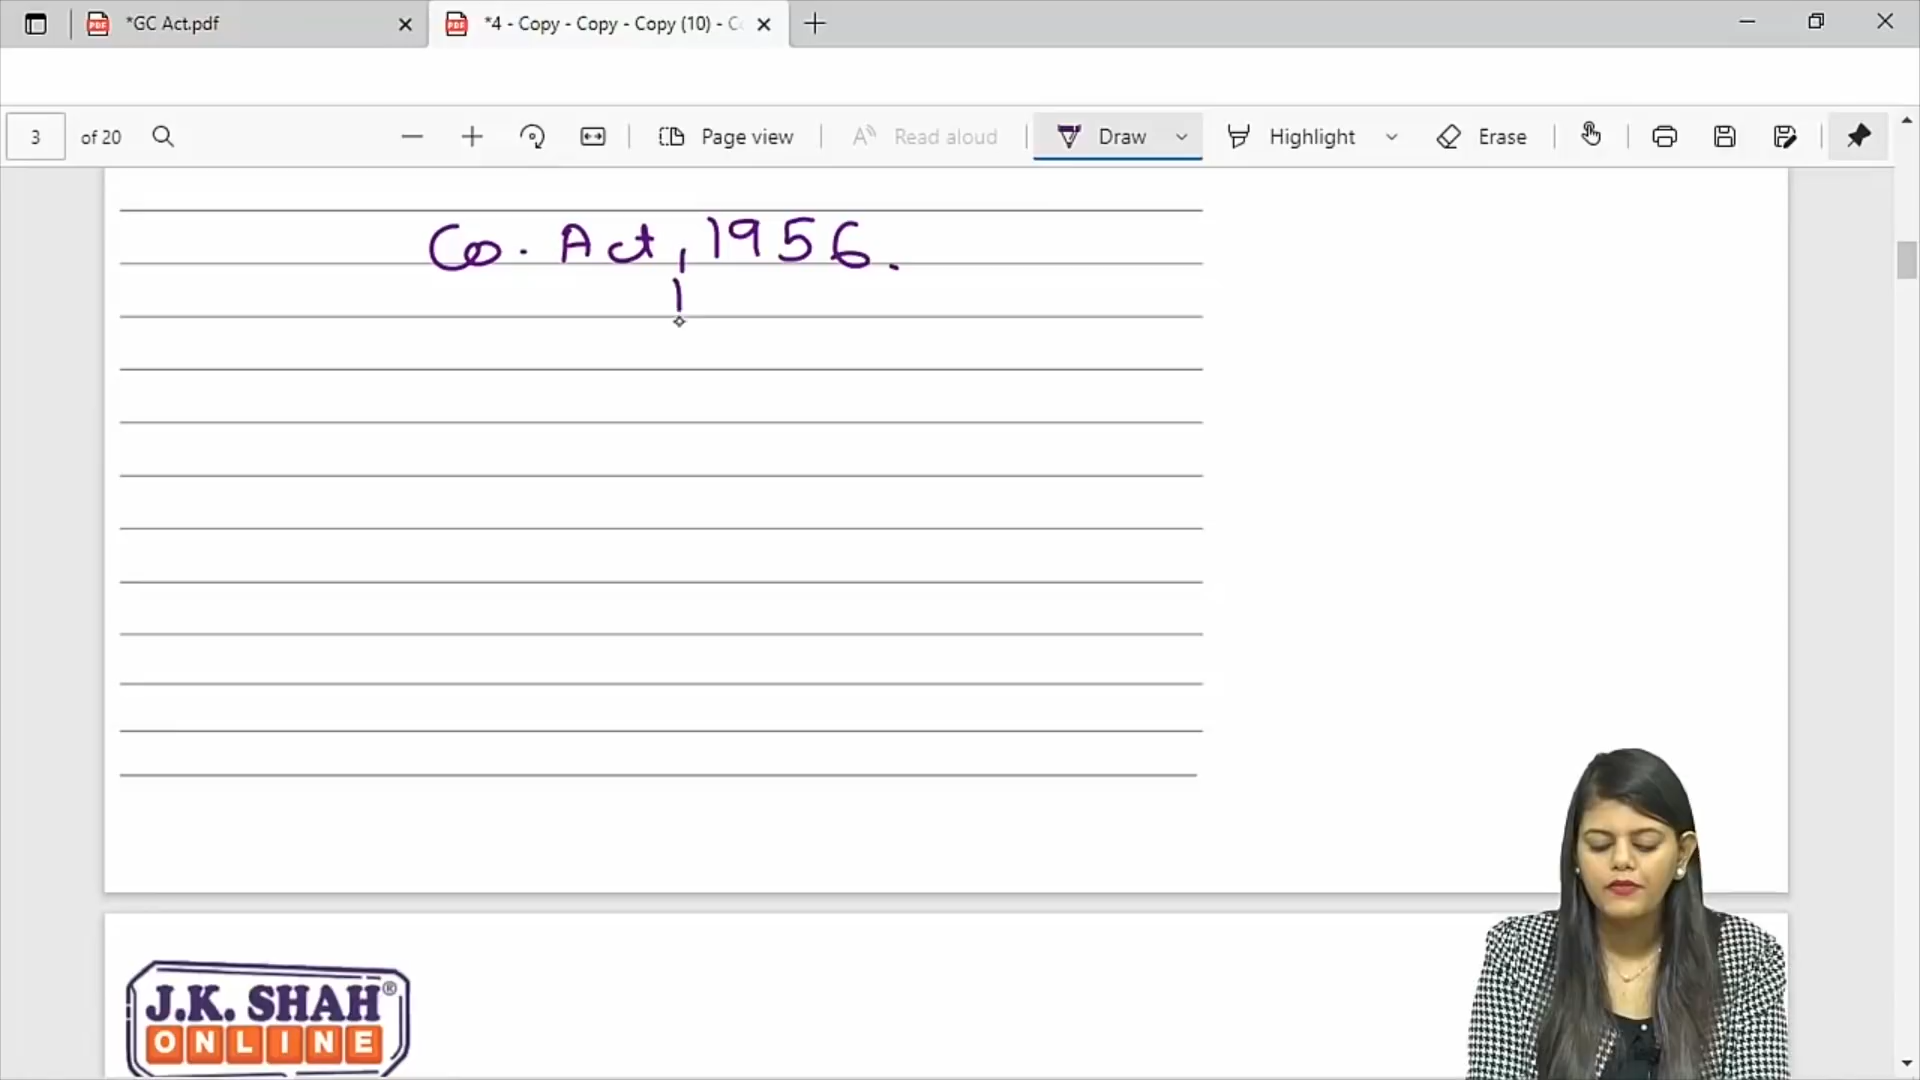 *GC Act.pdf
*4 - Copy - Copy - Copy (10) - C
3 of 20 Page view Read aloud Draw Highlight Erase
Co. Act, 1956.
J.K. SHAH®
ONLINE